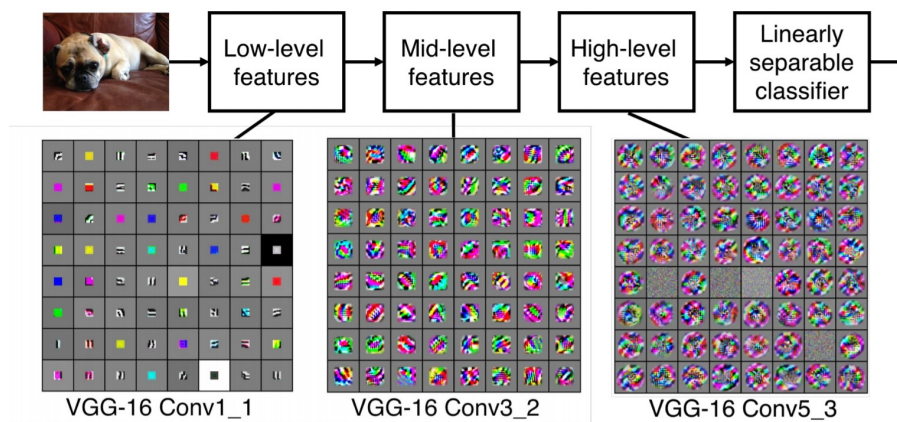 Low-level
features
Mid-level
features
High-level
features
Linearly
separable
classifier
VGG-16 Conv1_1
VGG-16 Conv3_2
VGG-16 Conv5_3